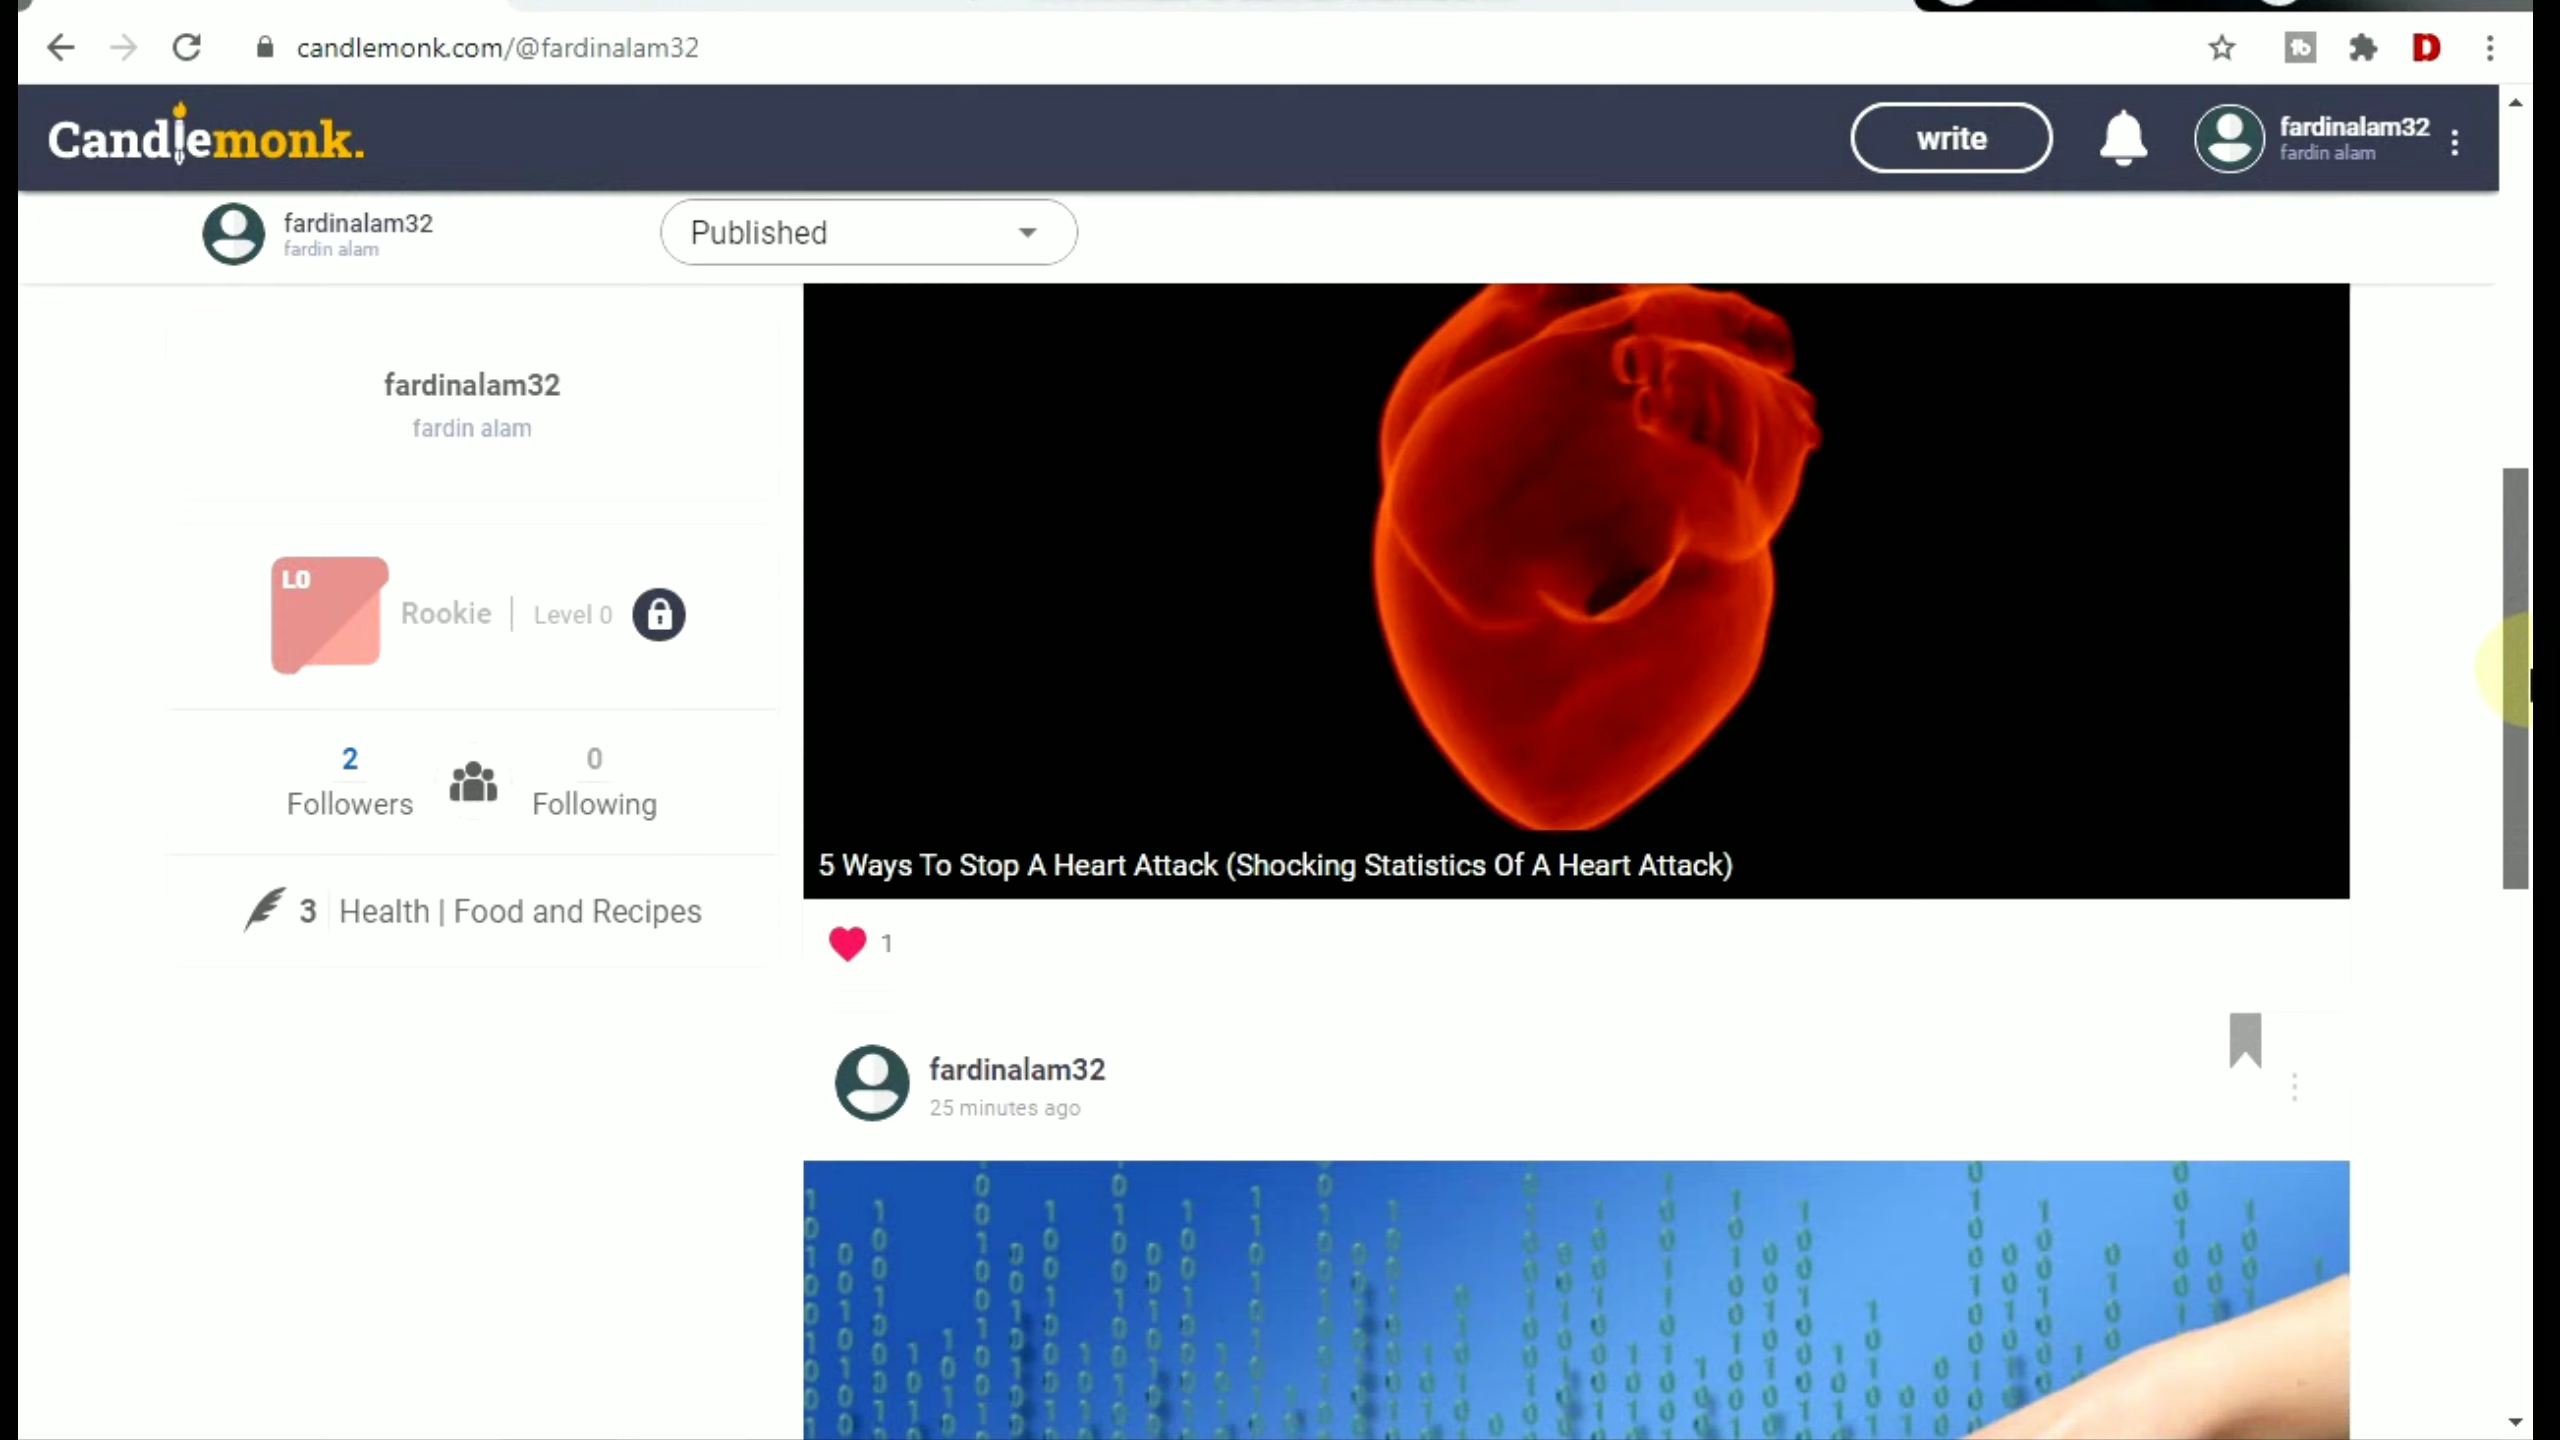 candlemonk.com/@fardinalam32
Candlemonk.
write
fardinalam32
fardin alam
fardinalam32
fardin alam
Published
fardinalam32
fardin alam
L0
Rookie | Level 0
2
Followers
0
Following
3 Health | Food and Recipes
5 Ways To Stop A Heart Attack (Shocking Statistics Of A Heart Attack)
1
fardinalam32
25 minutes ago